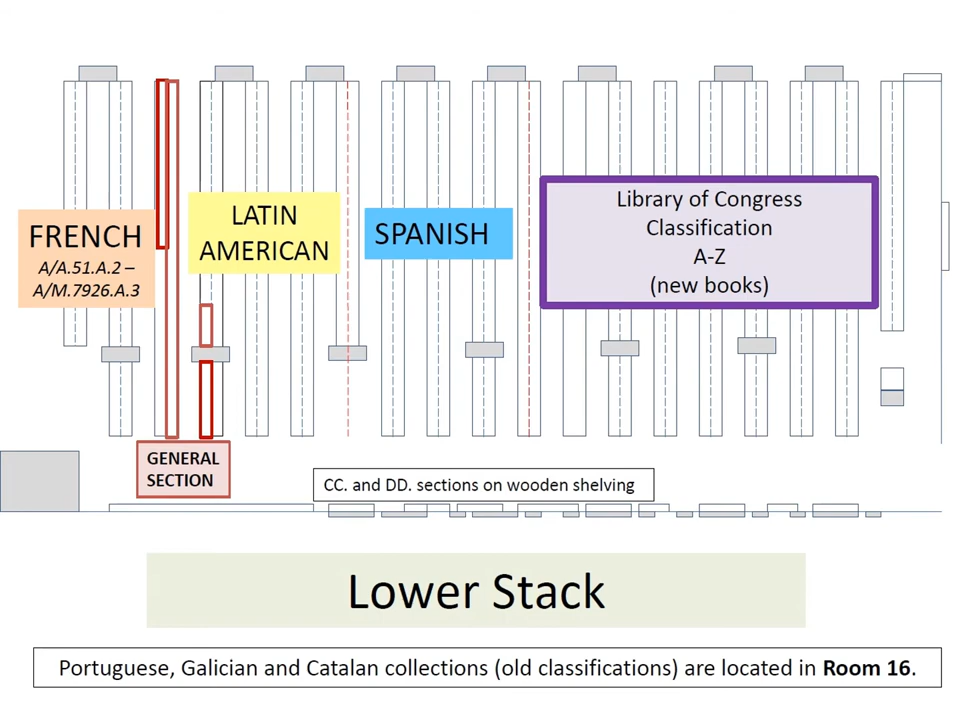 FRENCH
A/A.51.A.2 –
A/M.7926.A.3
LATIN
AMERICAN
SPANISH
Library of Congress
Classification
A-Z
(new books)
GENERAL
SECTION
CC. and DD. sections on wooden shelving
Lower Stack
Portuguese, Galician and Catalan collections (old classifications) are located in Room 16.